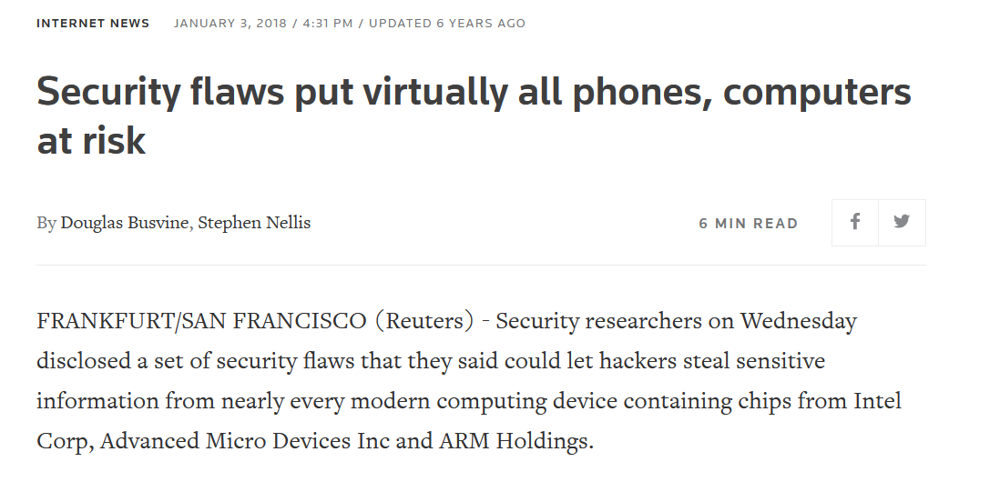 INTERNET NEWS JANUARY 3, 2018 / 4:31 PM / UPDATED 6 YEARS AGO
Security flaws put virtually all phones, computers
at risk
By Douglas Busvine, Stephen Nellis 6 MIN READ
FRANKFURT/SAN FRANCISCO (Reuters) - Security researchers on Wednesday
disclosed a set of security flaws that they said could let hackers steal sensitive
information from nearly every modern computing device containing chips from Intel
Corp, Advanced Micro Devices Inc and ARM Holdings.